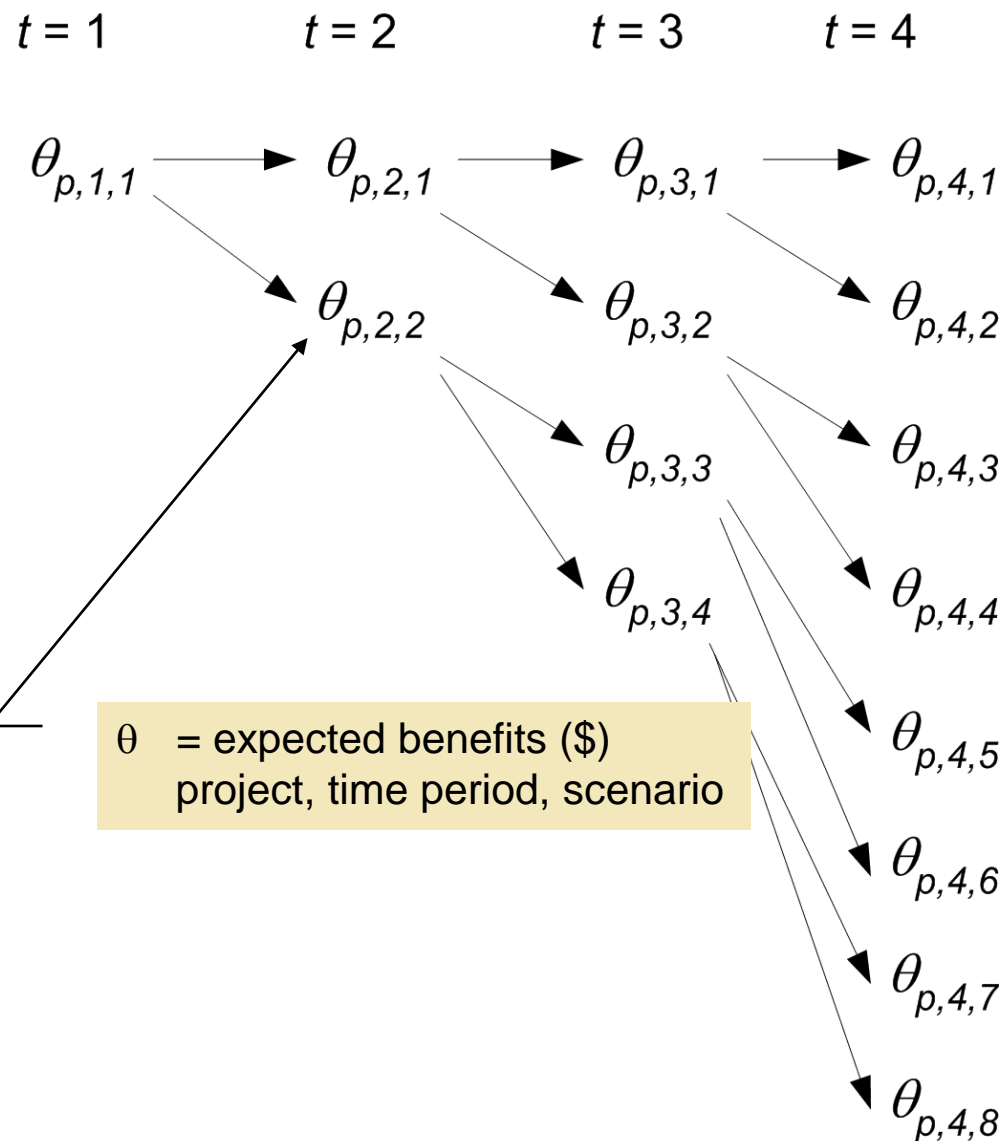 t = 1 t = 2 t = 3 t = 4
θp,1,1 θp,2,1 θp,3,1 θp,4,1
θp,2,2 θp,3,2 θp,4,2
θp,3,3 θp,4,3
θp,3,4 θp,4,4
θp,4,5
θ = expected benefits ($)
project, time period, scenario
θp,4,6
θp,4,7
θp,4,8